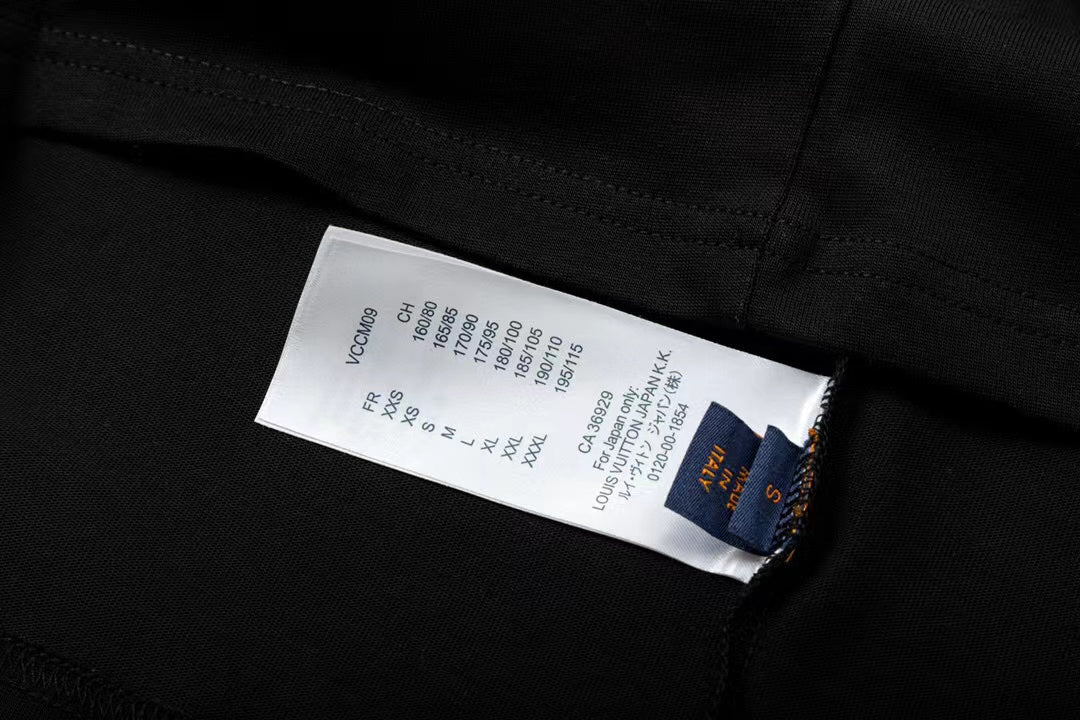 VCCM09
FR CH
XXS 160/80
XS 165/85
S 170/90
M 175/95
L 180/100
XL 185/105
XXL 190/110
XXXL 195/115
CA 36929
For Japan only:
LOUIS VUITTON JAPAN K.K.
ルイ・ヴィトン ジャパン(株)
0120-00-1854
MADE
IN
ITALY
S